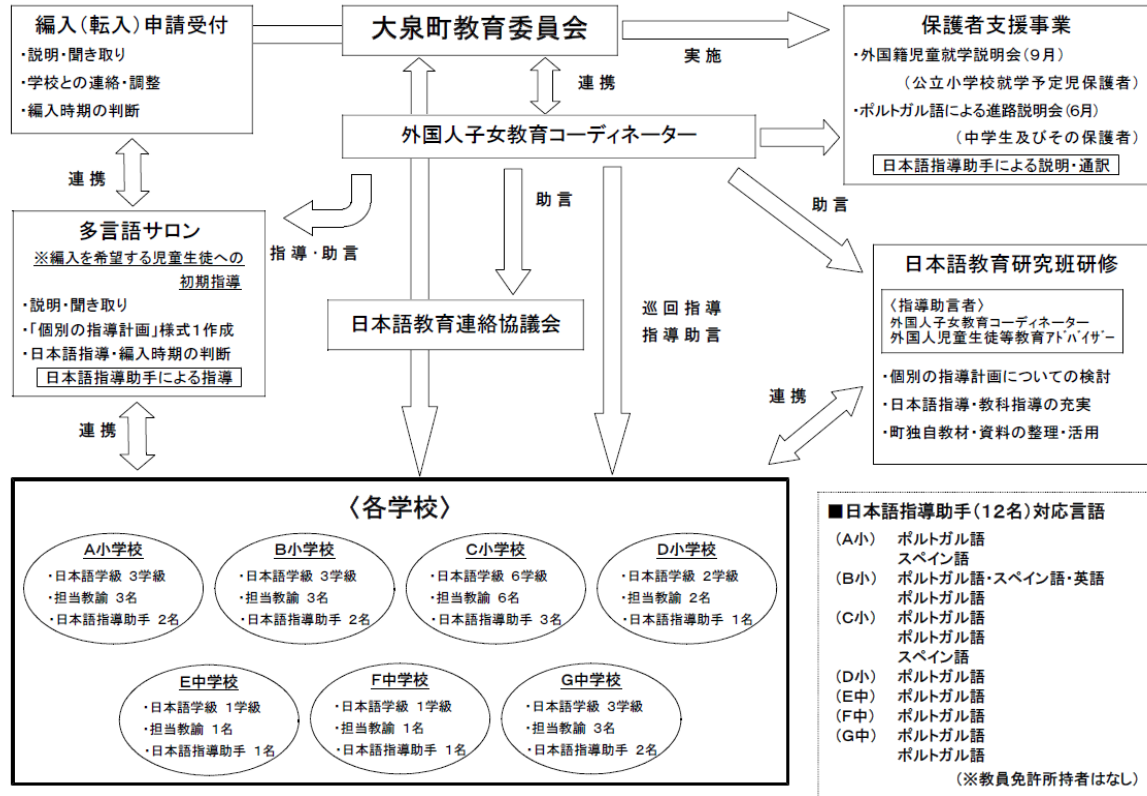 編入(転入)申請受付
・説明・聞き取り
・学校との連絡・調整
・編入時期の判断
大泉町教育委員会
実施
連携
外国人子女教育コーディネーター
保護者支援事業
・外国籍児童就学説明会(9月)
(公立小学校就学予定児保護者)
・ポルトガル語による進路説明会(6月)
(中学生及びその保護者)
日本語指導助手による説明・通訳
連携
多言語サロン
※編入を希望する児童生徒への
初期指導
・説明・聞き取り
・「個別の指導計画」様式1作成
・日本語指導・編入時期の判断
日本語指導助手による指導
指導・助言
助言
日本語教育連絡協議会
巡回指導
指導助言
助言
日本語教育研究班研修
〈指導助言者〉
外国人子女教育コーディネーター
外国人児童生徒等教育アドバイザー
・個別の指導計画についての検討
・日本語指導・教科指導の充実
・町独自教材・資料の整理・活用
連携
連携
〈各学校〉
A小学校
・日本語学級 3学級
・担当教諭 3名
・日本語指導助手 2名
B小学校
・日本語学級 3学級
・担当教諭 3名
・日本語指導助手 2名
C小学校
・日本語学級 6学級
・担当教諭 6名
・日本語指導助手 3名
D小学校
・日本語学級 2学級
・担当教諭 2名
・日本語指導助手 1名
E中学校
・日本語学級 1学級
・担当教諭 1名
・日本語指導助手 1名
F中学校
・日本語学級 1学級
・担当教諭 1名
・日本語指導助手 1名
G中学校
・日本語学級 3学級
・担当教諭 3名
・日本語指導助手 2名
■日本語指導助手(12名)対応言語
(A小) ポルトガル語
スペイン語
(B小) ポルトガル語・スペイン語・英語
ポルトガル語
(C小) ポルトガル語
ポルトガル語
スペイン語
(D小) ポルトガル語
(E中) ポルトガル語
(F中) ポルトガル語
(G中) ポルトガル語
ポルトガル語
(※教員免許所持者はなし)